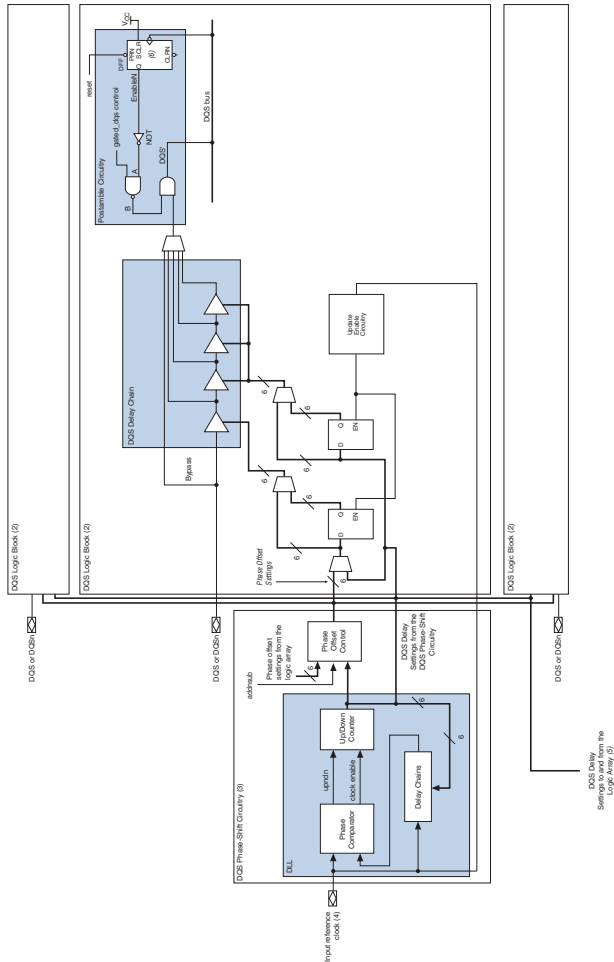 DQS Logic Block (2)
DQS or DQSn
DQS Logic Block (2)
DQS or DQSn
Bypass
DQS Delay Chain
Postamble Circuitry
gated_dqs control
reset
VCC
DFF
PRN
SCLR
Q
(6)
CLRN
EnableN
NOT
A
B
DQS'
DQS bus
Phase Offset
Settings
6
6
6
6
6
6
6
D
Q
EN
D
Q
EN
Update
Enable
Circuitry
DQS Logic Block (2)
DQS or DQSn
DQS Phase-Shift Circuitry (3)
addnsub
Phase offset
settings from the
logic array
6
Phase
Offset
Control
DQS Delay
Settings from the
DQS Phase-Shift
Circuitry
DLL
Input reference
clock (4)
Phase
Comparator
upndn
clock enable
Up/Down
Counter
Delay Chains
6
6
DQS Delay
Settings to and from the
Logic Array (5)